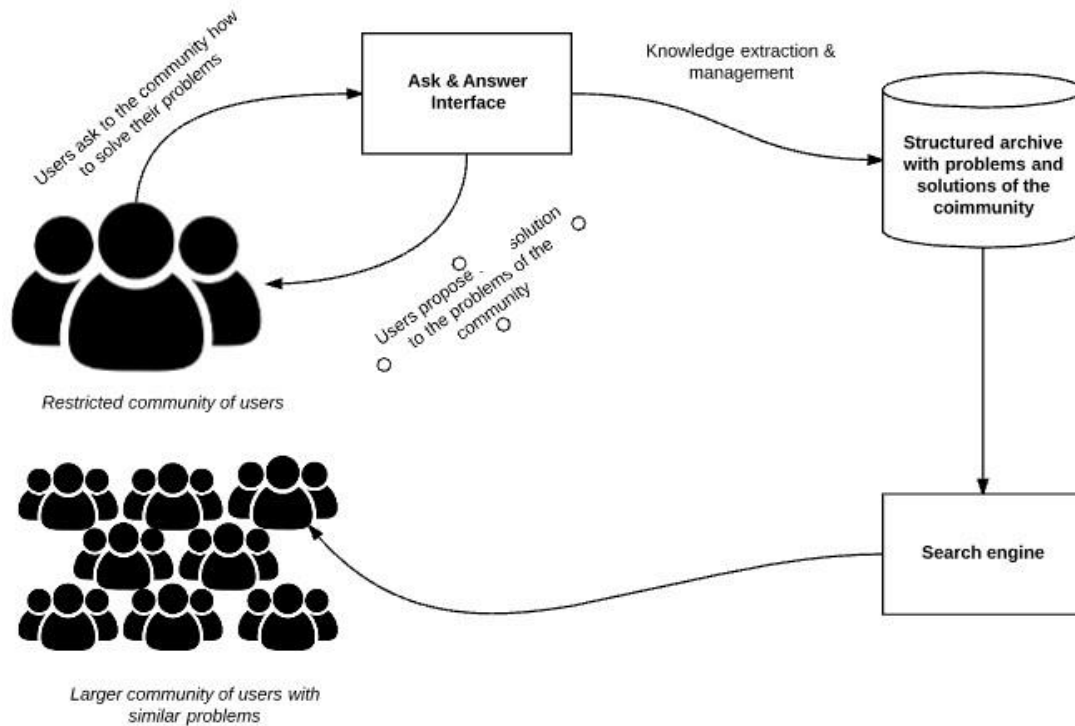 Users ask to the community how
to solve their problems
Ask & Answer
Interface
Knowledge extraction &
management
Structured archive
with problems and
solutions of the
coimmunity
Users propose solution
to the problems of the
community
Restricted community of users
Search engine
Larger community of users with
similar problems